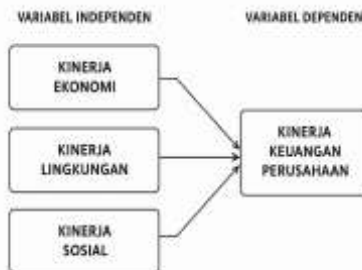 VARIABEL INDEPENDEN
VARIABEL DEPENDEN
KINERJA
EKONOMI
KINERJA
LINGKUNGAN
KINERJA
SOSIAL
KINERJA
KEUANGAN
PERUSAHAAN